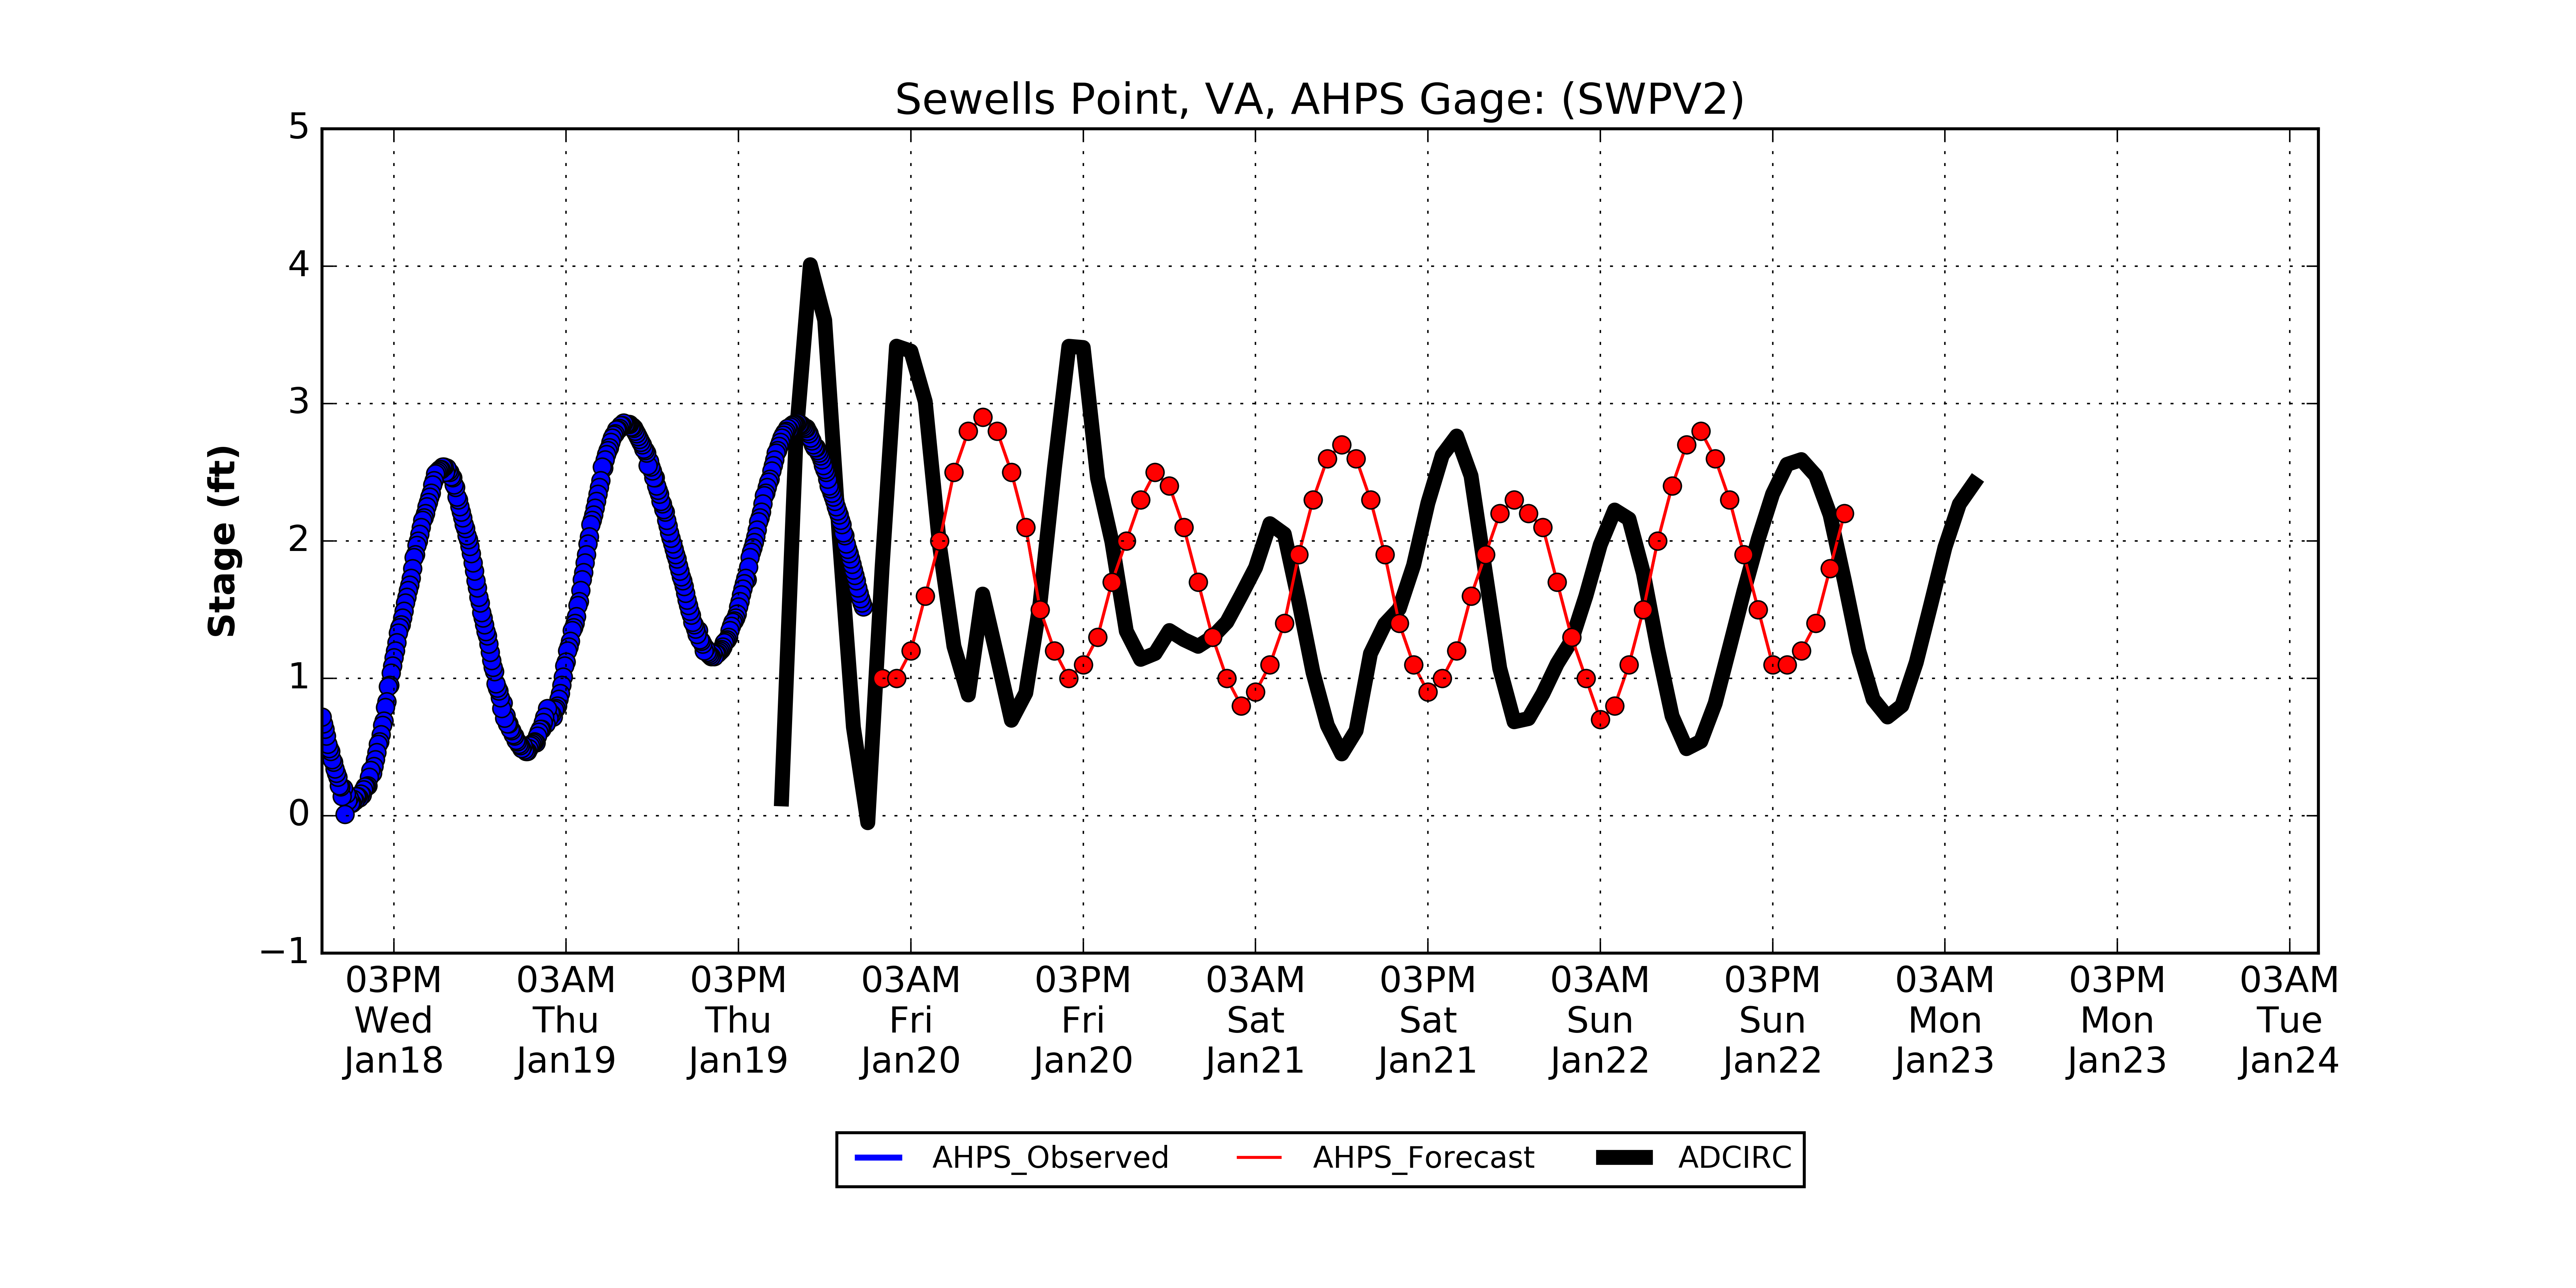 Sewells Point, VA, AHPS Gage: (SWPV2)
5
4
3
2
1
0
−1
Stage (ft)
03PM 03AM 03PM 03AM 03PM 03AM 03PM 03AM 03PM 03AM 03PM 03AM
Wed Thu Thu Fri Fri Sat Sat Sun Sun Mon Mon Tue
Jan18 Jan19 Jan19 Jan20 Jan20 Jan21 Jan21 Jan22 Jan22 Jan23 Jan23 Jan24
AHPS_Observed AHPS_Forecast ADCIRC